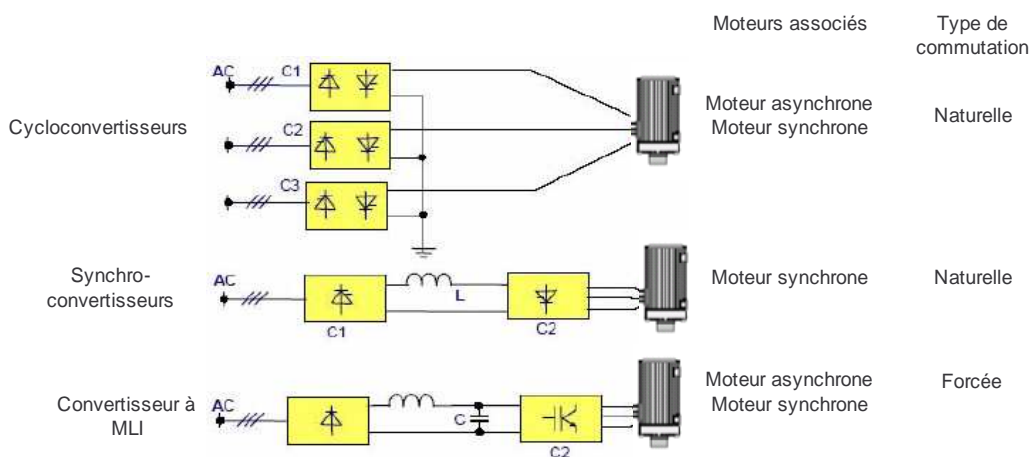 Moteurs associés
Type de
commutation
AC
C1
Cycloconvertisseurs
C2
C3
Moteur asynchrone
Moteur synchrone
Naturelle
Synchro-
convertisseurs
AC
L
C1
C2
Moteur synchrone
Naturelle
Convertisseur à
MLI
AC
C
C2
Moteur asynchrone
Moteur synchrone
Forcée